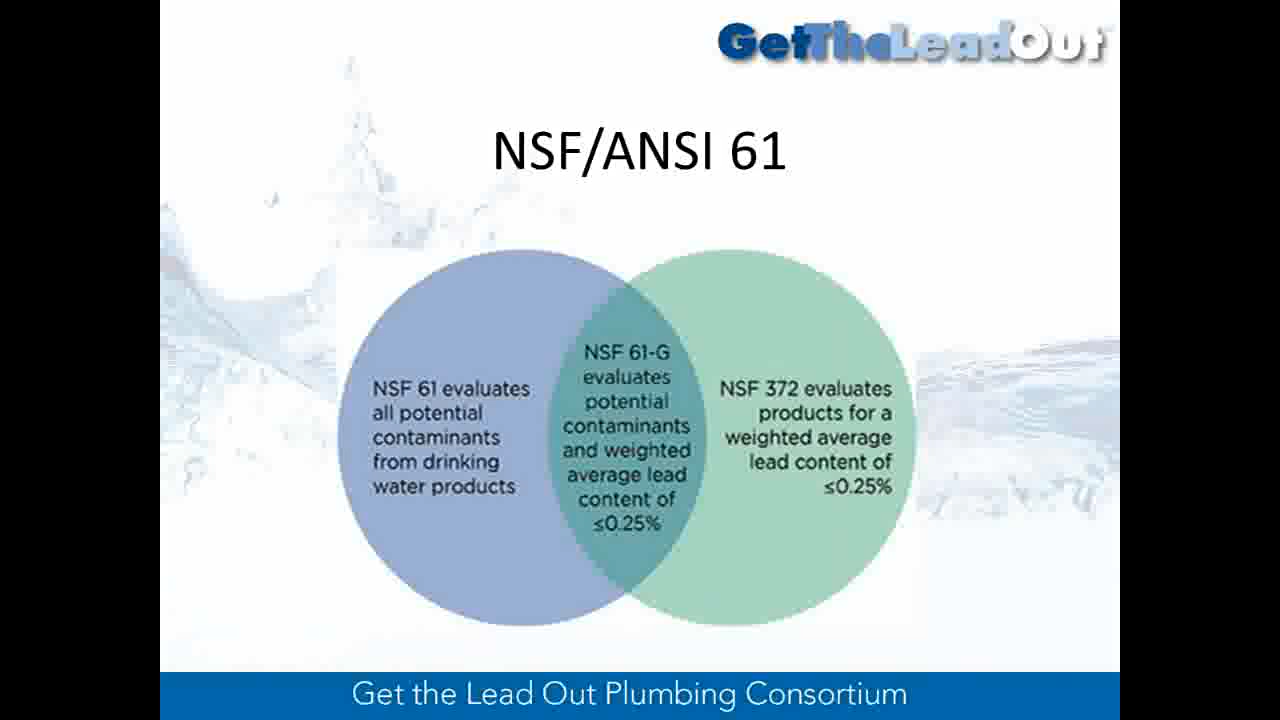 GetTheLeadOut
NSF/ANSI 61
NSF 61 evaluates
all potential
contaminants
from drinking
water products
NSF 61-G
evaluates
potential
contaminants
and weighted
average lead
content of
≤0.25%
NSF 372 evaluates
products for a
weighted average
lead content of
≤0.25%
Get the Lead Out Plumbing Consortium